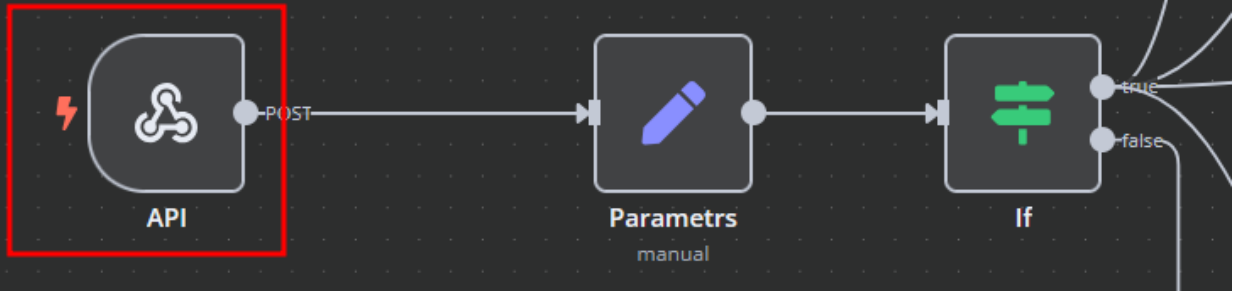 POST
true
false
API
Parametrs
If
manual